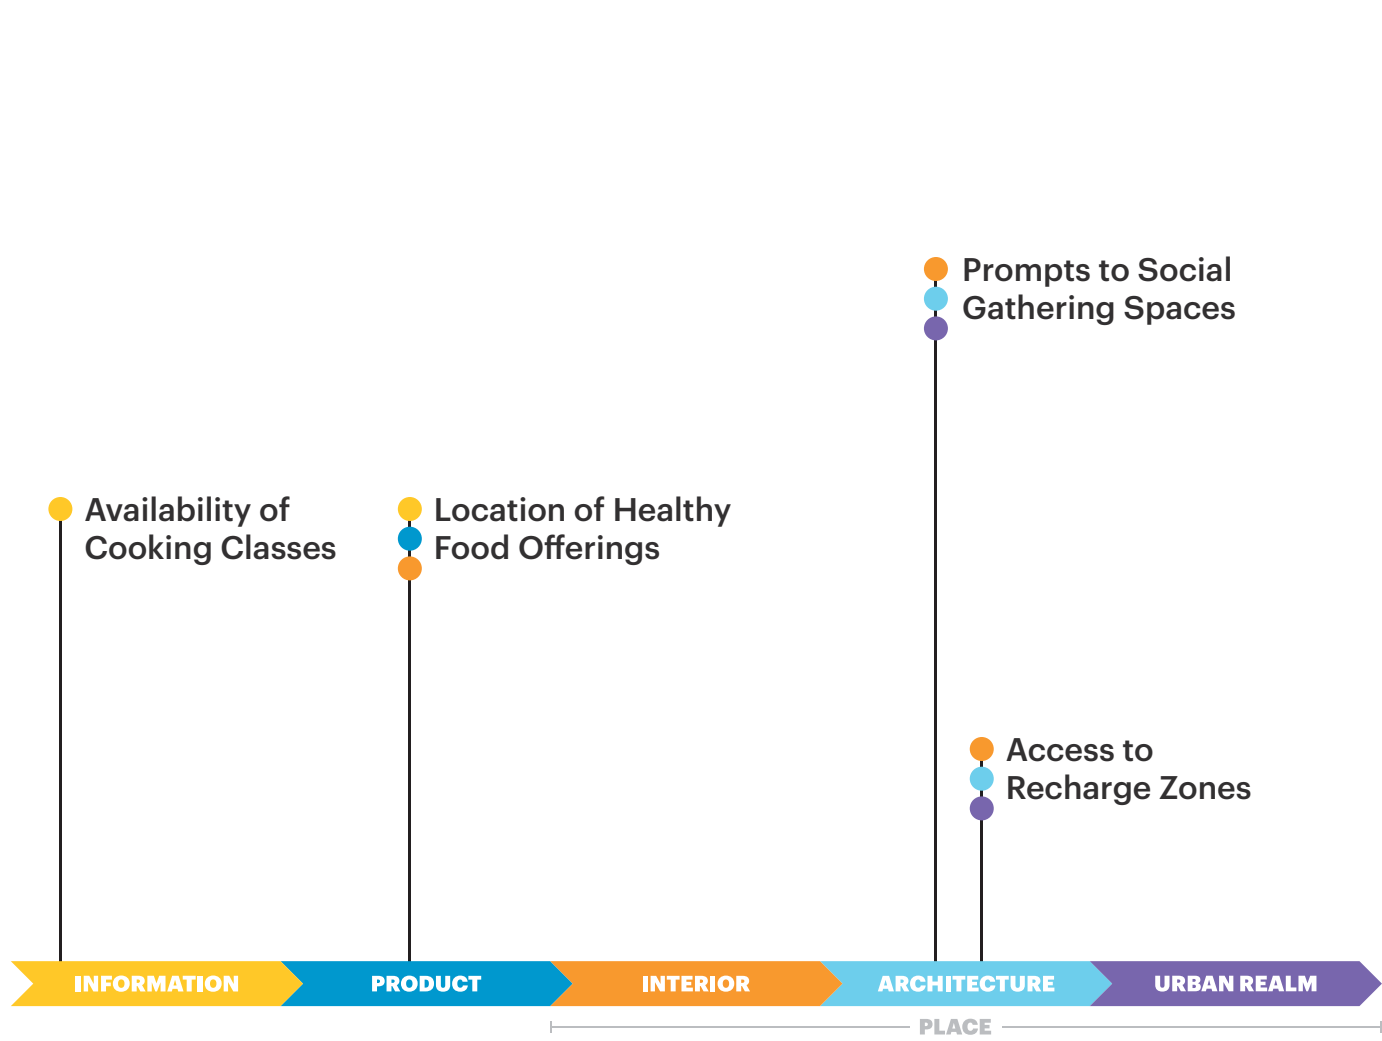 Prompts to Social
Gathering Spaces
Availability of
Cooking Classes
Location of Healthy
Food Offerings
Access to
Recharge Zones
INFORMATION
PRODUCT
INTERIOR
ARCHITECTURE
URBAN REALM
PLACE